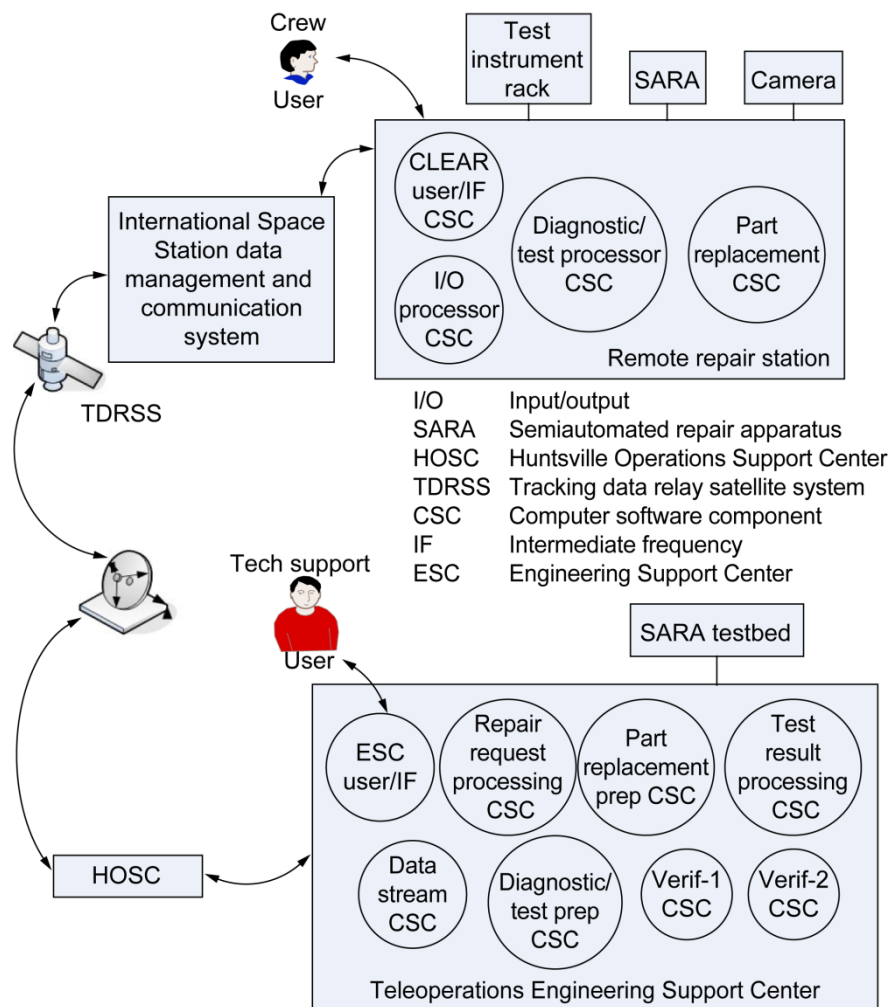 Crew
User
Test
instrument
rack
SARA
Camera
CLEAR
user/IF
CSC
Diagnostic/
test processor
CSC
Part
replacement
CSC
I/O
processor
CSC
Remote repair station
International Space
Station data
management and
communication
system
TDRSS
I/O Input/output
SARA Semiautomated repair apparatus
HOSC Huntsville Operations Support Center
TDRSS Tracking data relay satellite system
CSC Computer software component
IF Intermediate frequency
ESC Engineering Support Center
Tech support
User
SARA testbed
ESC
user/IF
Repair
request
processing
CSC
Part
replacement
prep CSC
Test
result
processing
CSC
HOSC
Data
stream
CSC
Diagnostic/
test prep
CSC
Verif-1
CSC
Verif-2
CSC
Teleoperations Engineering Support Center